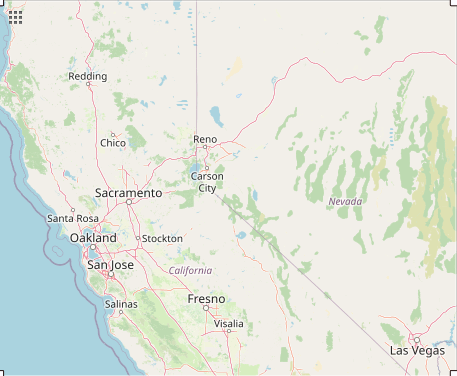 Redding
Chico
Reno
Carson
City
Sacramento
Nevada
Santa Rosa
Oakland
Stockton
San Jose
California
Salinas
Fresno
Visalia
Las Vegas